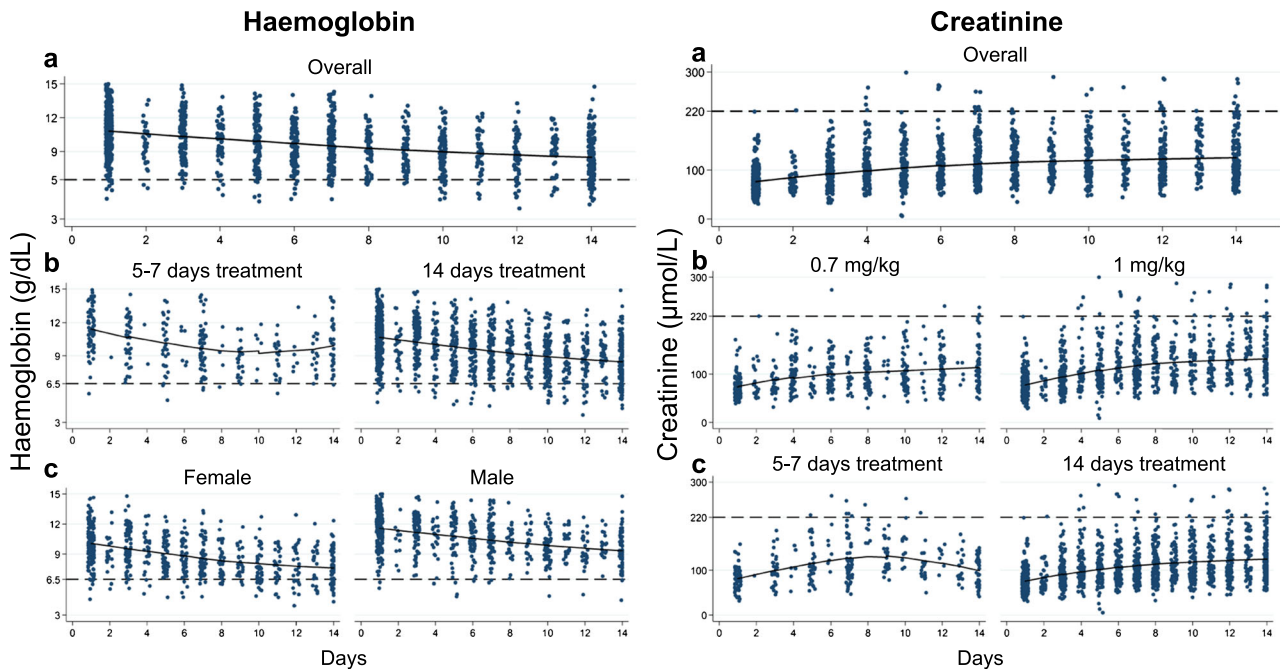 Haemoglobin
a
Overall
15
12
9
5
3
0 2 4 6 8 10 12 14
b
5-7 days treatment 14 days treatment
15
12
9
6.5
3
0 2 4 6 8 10 12 14 0 2 4 6 8 10 12 14
c
Female Male
15
12
9
6.5
3
0 2 4 6 8 10 12 14 0 2 4 6 8 10 12 14
Haemoglobin (g/dL)
Days
Creatinine
a
Overall
300
220
100
0
0 2 4 6 8 10 12 14
b
0.7 mg/kg 1 mg/kg
300
220
100
0
0 2 4 6 8 10 12 14 0 2 4 6 8 10 12 14
c
5-7 days treatment 14 days treatment
300
220
100
0
0 2 4 6 8 10 12 14 0 2 4 6 8 10 12 14
Creatinine (µmol/L)
Days